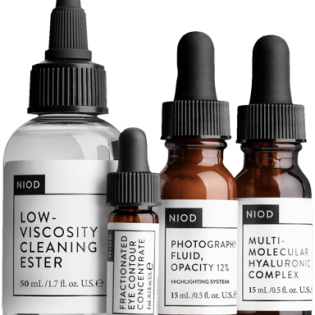 NIOD
LOW-
VISCOSITY
CLEANING
ESTER
50 mL /1.7 fl. oz. U.S. ℮
FRACTIONATED
EYE CONTOUR
CONCENTRATE
NIOD
PHOTOGRAPHY
FLUID,
OPACITY 12%
HIGHLIGHTING SYSTEM
15 mL /0.5 fl. oz. U.S.
NIOD
MULTI-
MOLECULAR
HYALURONIC
COMPLEX
15 mL /0.5 fl. oz. U.S. ℮